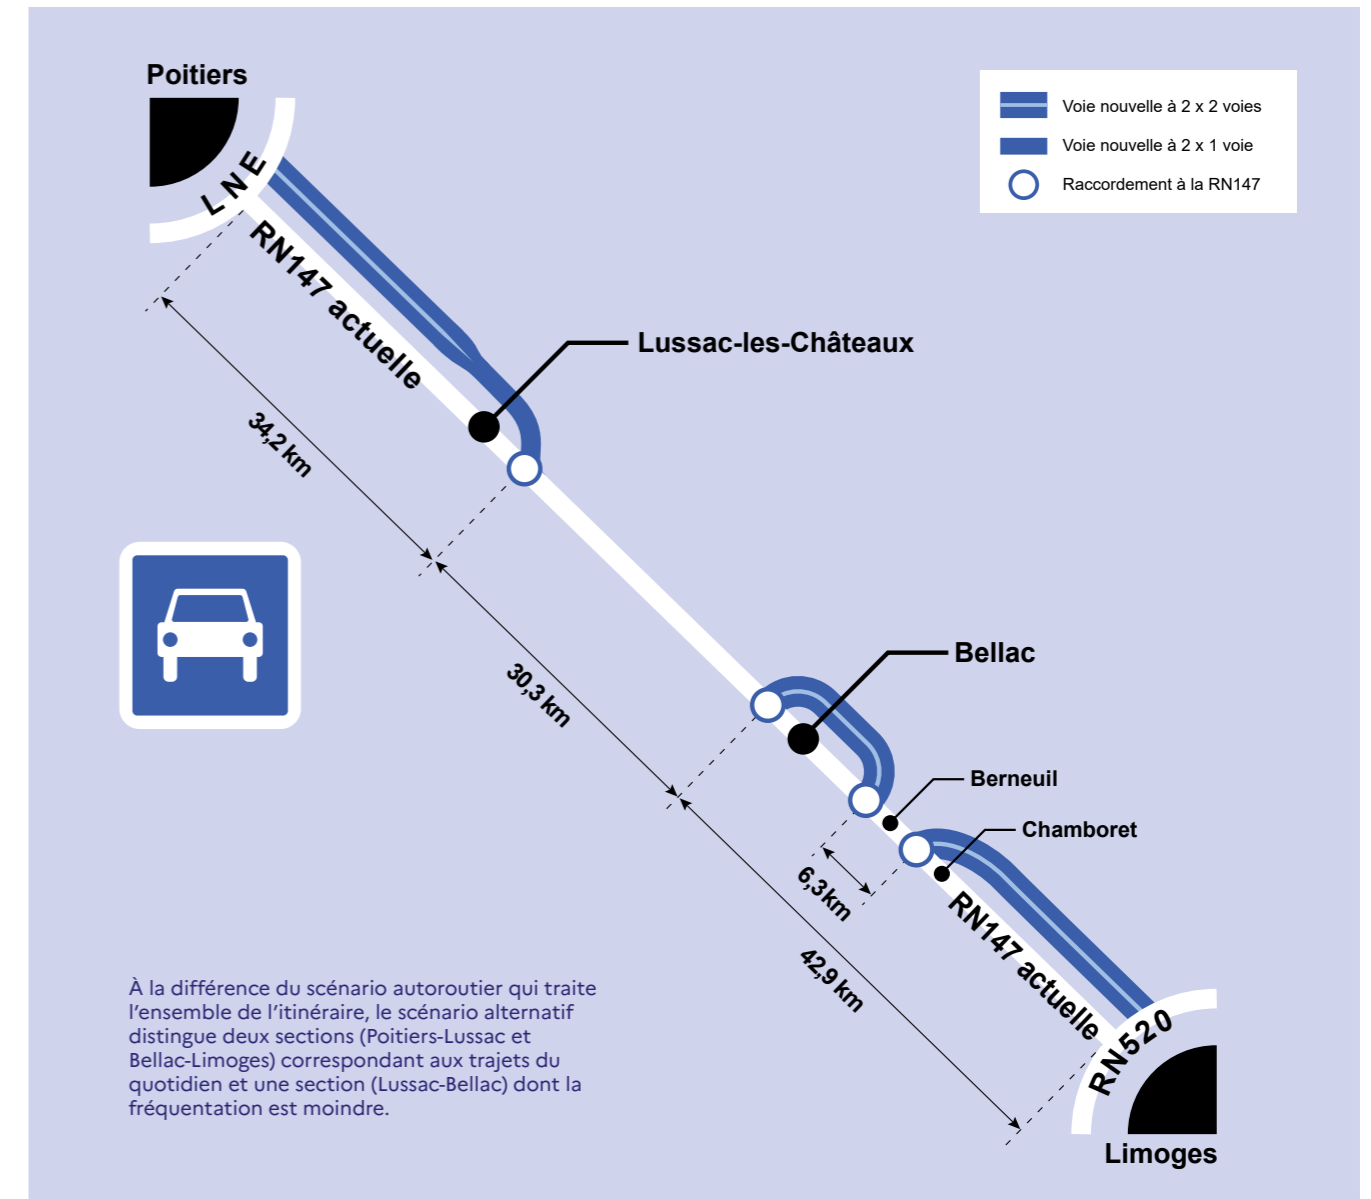 Poitiers
Voie nouvelle à 2 x 2 voies
Voie nouvelle à 2 x 1 voie
Raccordement à la RN147
LNE
RN147 actuelle
Lussac-les-Châteaux
34,2 km
30,3 km
Bellac
Berneuil
Chamboret
6,3 km
42,9 km
RN147 actuelle
RN520
Limoges
À la différence du scénario autoroutier qui traite
l’ensemble de l’itinéraire, le scénario alternatif
distingue deux sections (Poitiers-Lussac et
Bellac-Limoges) correspondant aux trajets du
quotidien et une section (Lussac-Bellac) dont la
fréquentation est moindre.